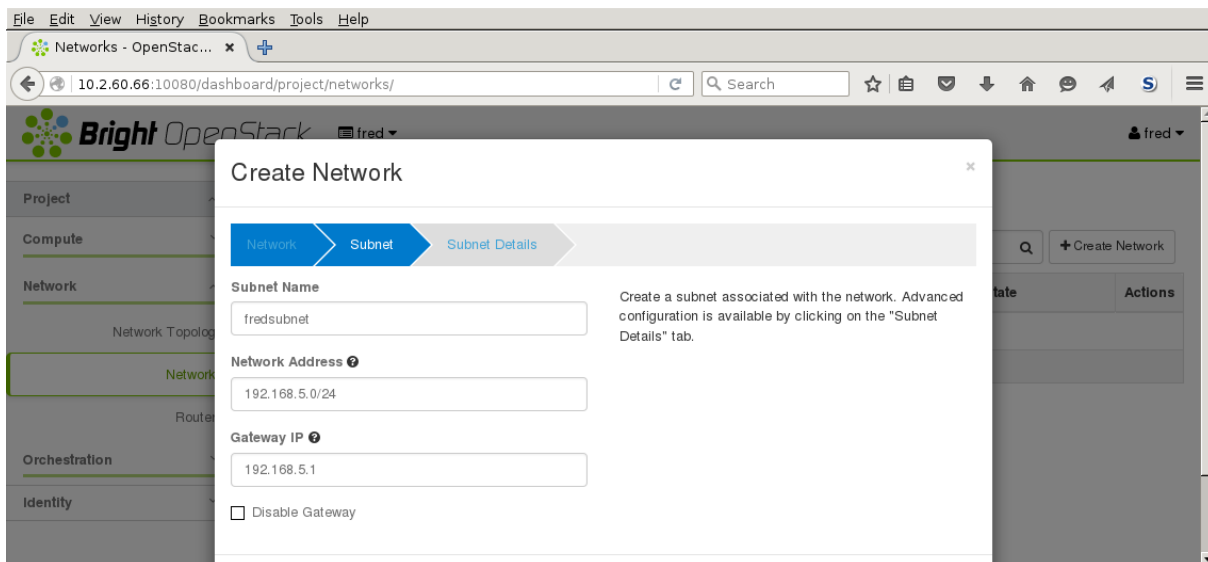 File Edit View History Bookmarks Tools Help
Networks - OpenStac...
10.2.60.66:10080/dashboard/project/networks/
Search
Bright OpenStack fred fred
Create Network
Project
Compute
Network
Network Topolog
Network
Router
Orchestration
Identity
Network Subnet Subnet Details
Subnet Name
fredsubnet
Network Address
192.168.5.0/24
Gateway IP
192.168.5.1
Disable Gateway
Create a subnet associated with the network. Advanced
configuration is available by clicking on the "Subnet
Details" tab.
Create Network
tate Actions